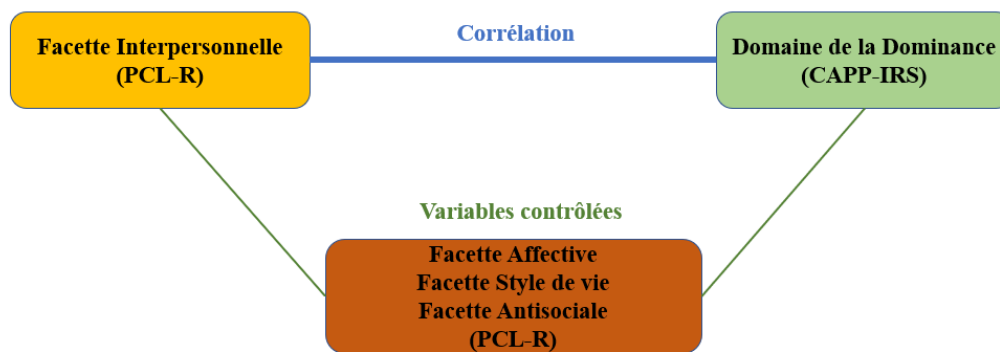 Facette Interpersonnelle
(PCL-R)
Corrélation
Domaine de la Dominance
(CAPP-IRS)
Variables contrôlées
Facette Affective
Facette Style de vie
Facette Antisociale
(PCL-R)